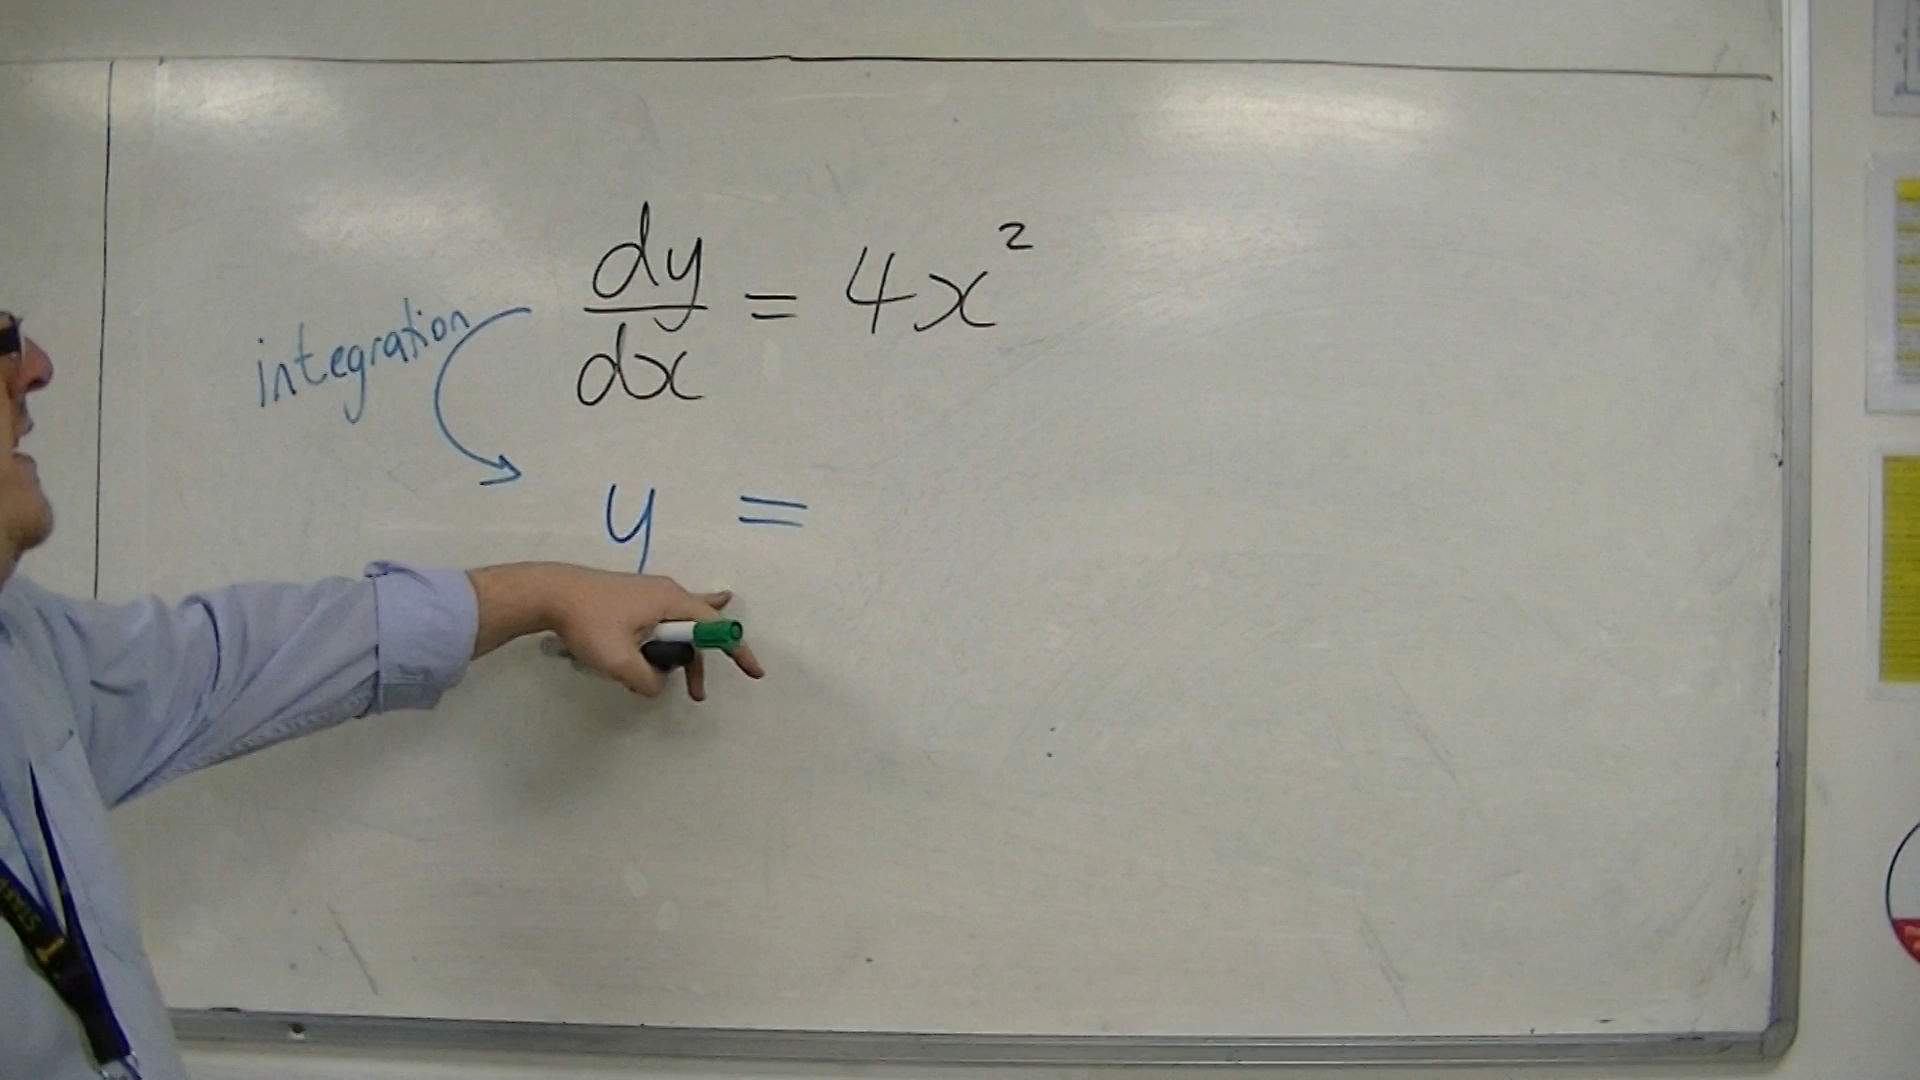 dy/dx = 4x²
integration
y =